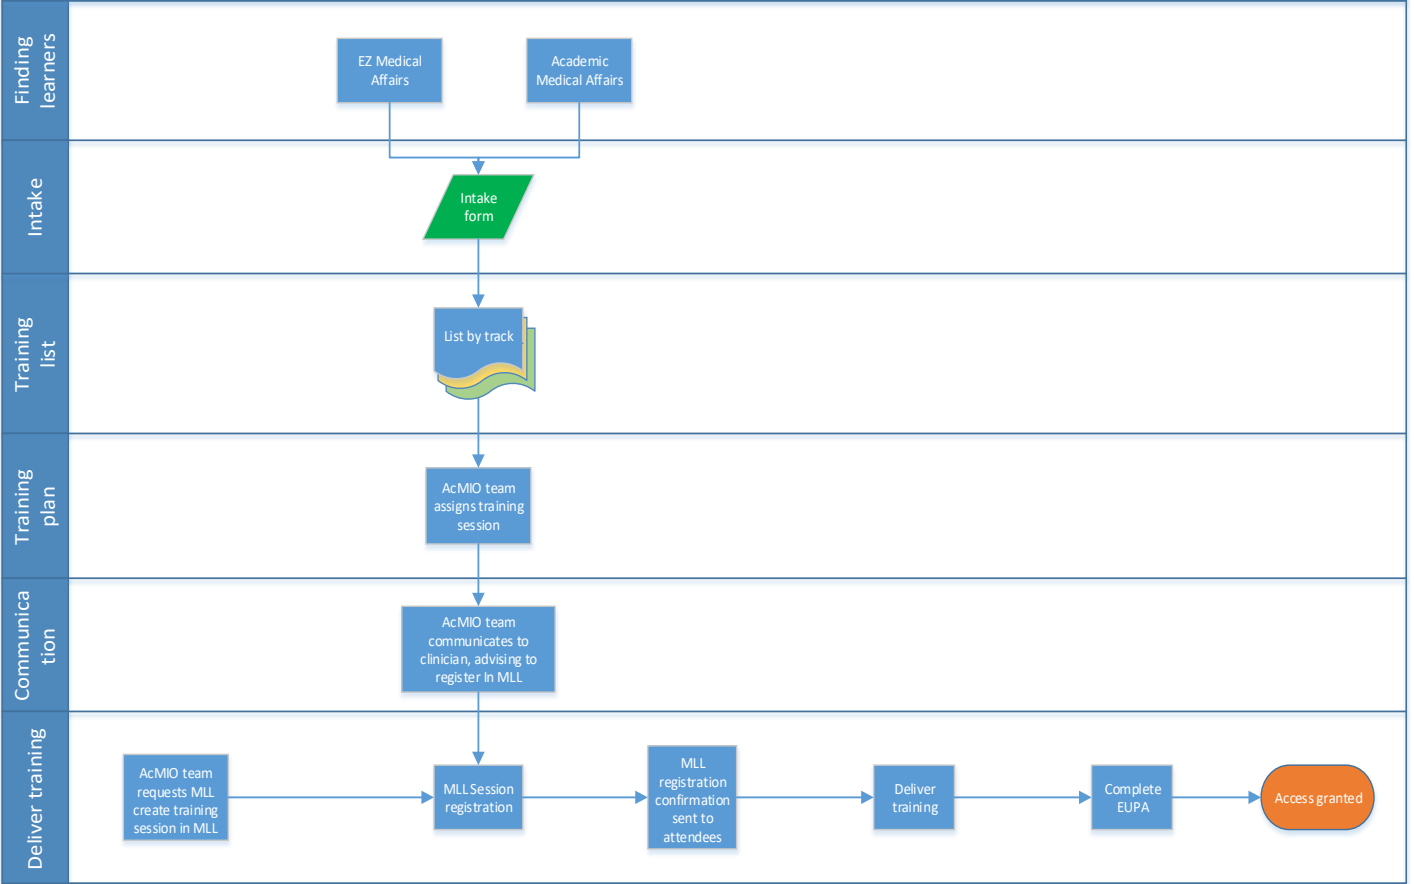 Finding
learners
EZ Medical
Affairs
Academic
Medical Affairs
Intake
Intake
form
Training
list
List by track
Training
plan
AcMIO team
assigns training
session
Communica
tion
AcMIO team
communicates to
clinician, advising to
register In MLL
Deliver training
AcMIO team
requests MLL
create training
session in MLL
MLL Session
registration
MLL
registration
confirmation
sent to
attendees
Deliver
training
Complete
EUPA
Access granted